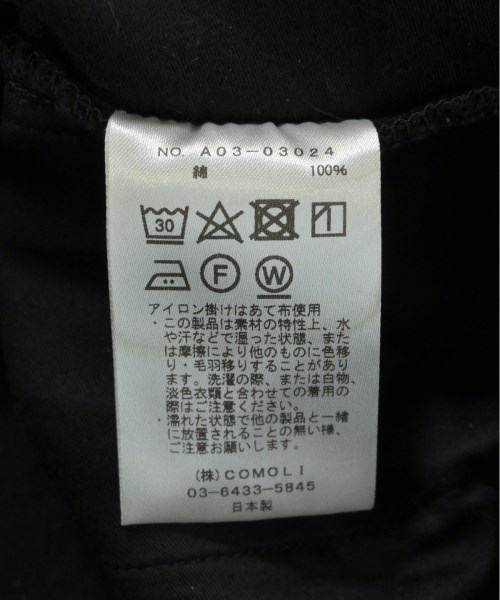 NO. A03-03024
綿 100%
30
F W
アイロン掛けはあて布使用
・この製品は素材の特性上、水
や汗などで湿った状態、また
は摩擦により他のものに色移
り・毛羽移りすることがあり
ます。洗濯の際、または白物、
淡色衣類と合わせての着用の
際はご注意ください。
・濡れた状態で他の製品と一緒
に放置されることの無い様、
ご注意お願いします。
(株)COMOLI
03-6433-5845
日本製